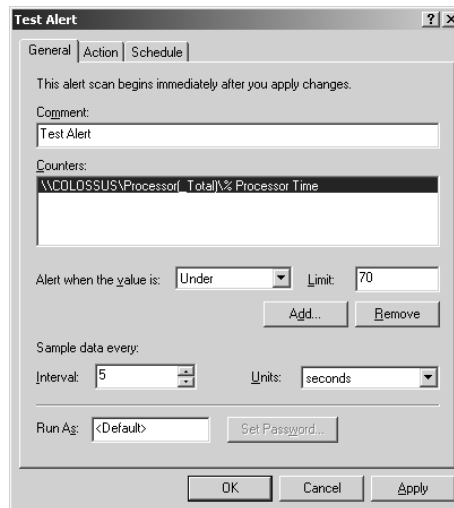 Test Alert
General Action Schedule
This alert scan begins immediately after you apply changes.
Comment:
Test Alert
Counters:
\\COLOSSUS\Processor(_Total)\% Processor Time
Alert when the value is: Under Limit: 70
Add... Remove
Sample data every:
Interval: 5 Units: seconds
Run As: <Default> Set Password...
OK Cancel Apply